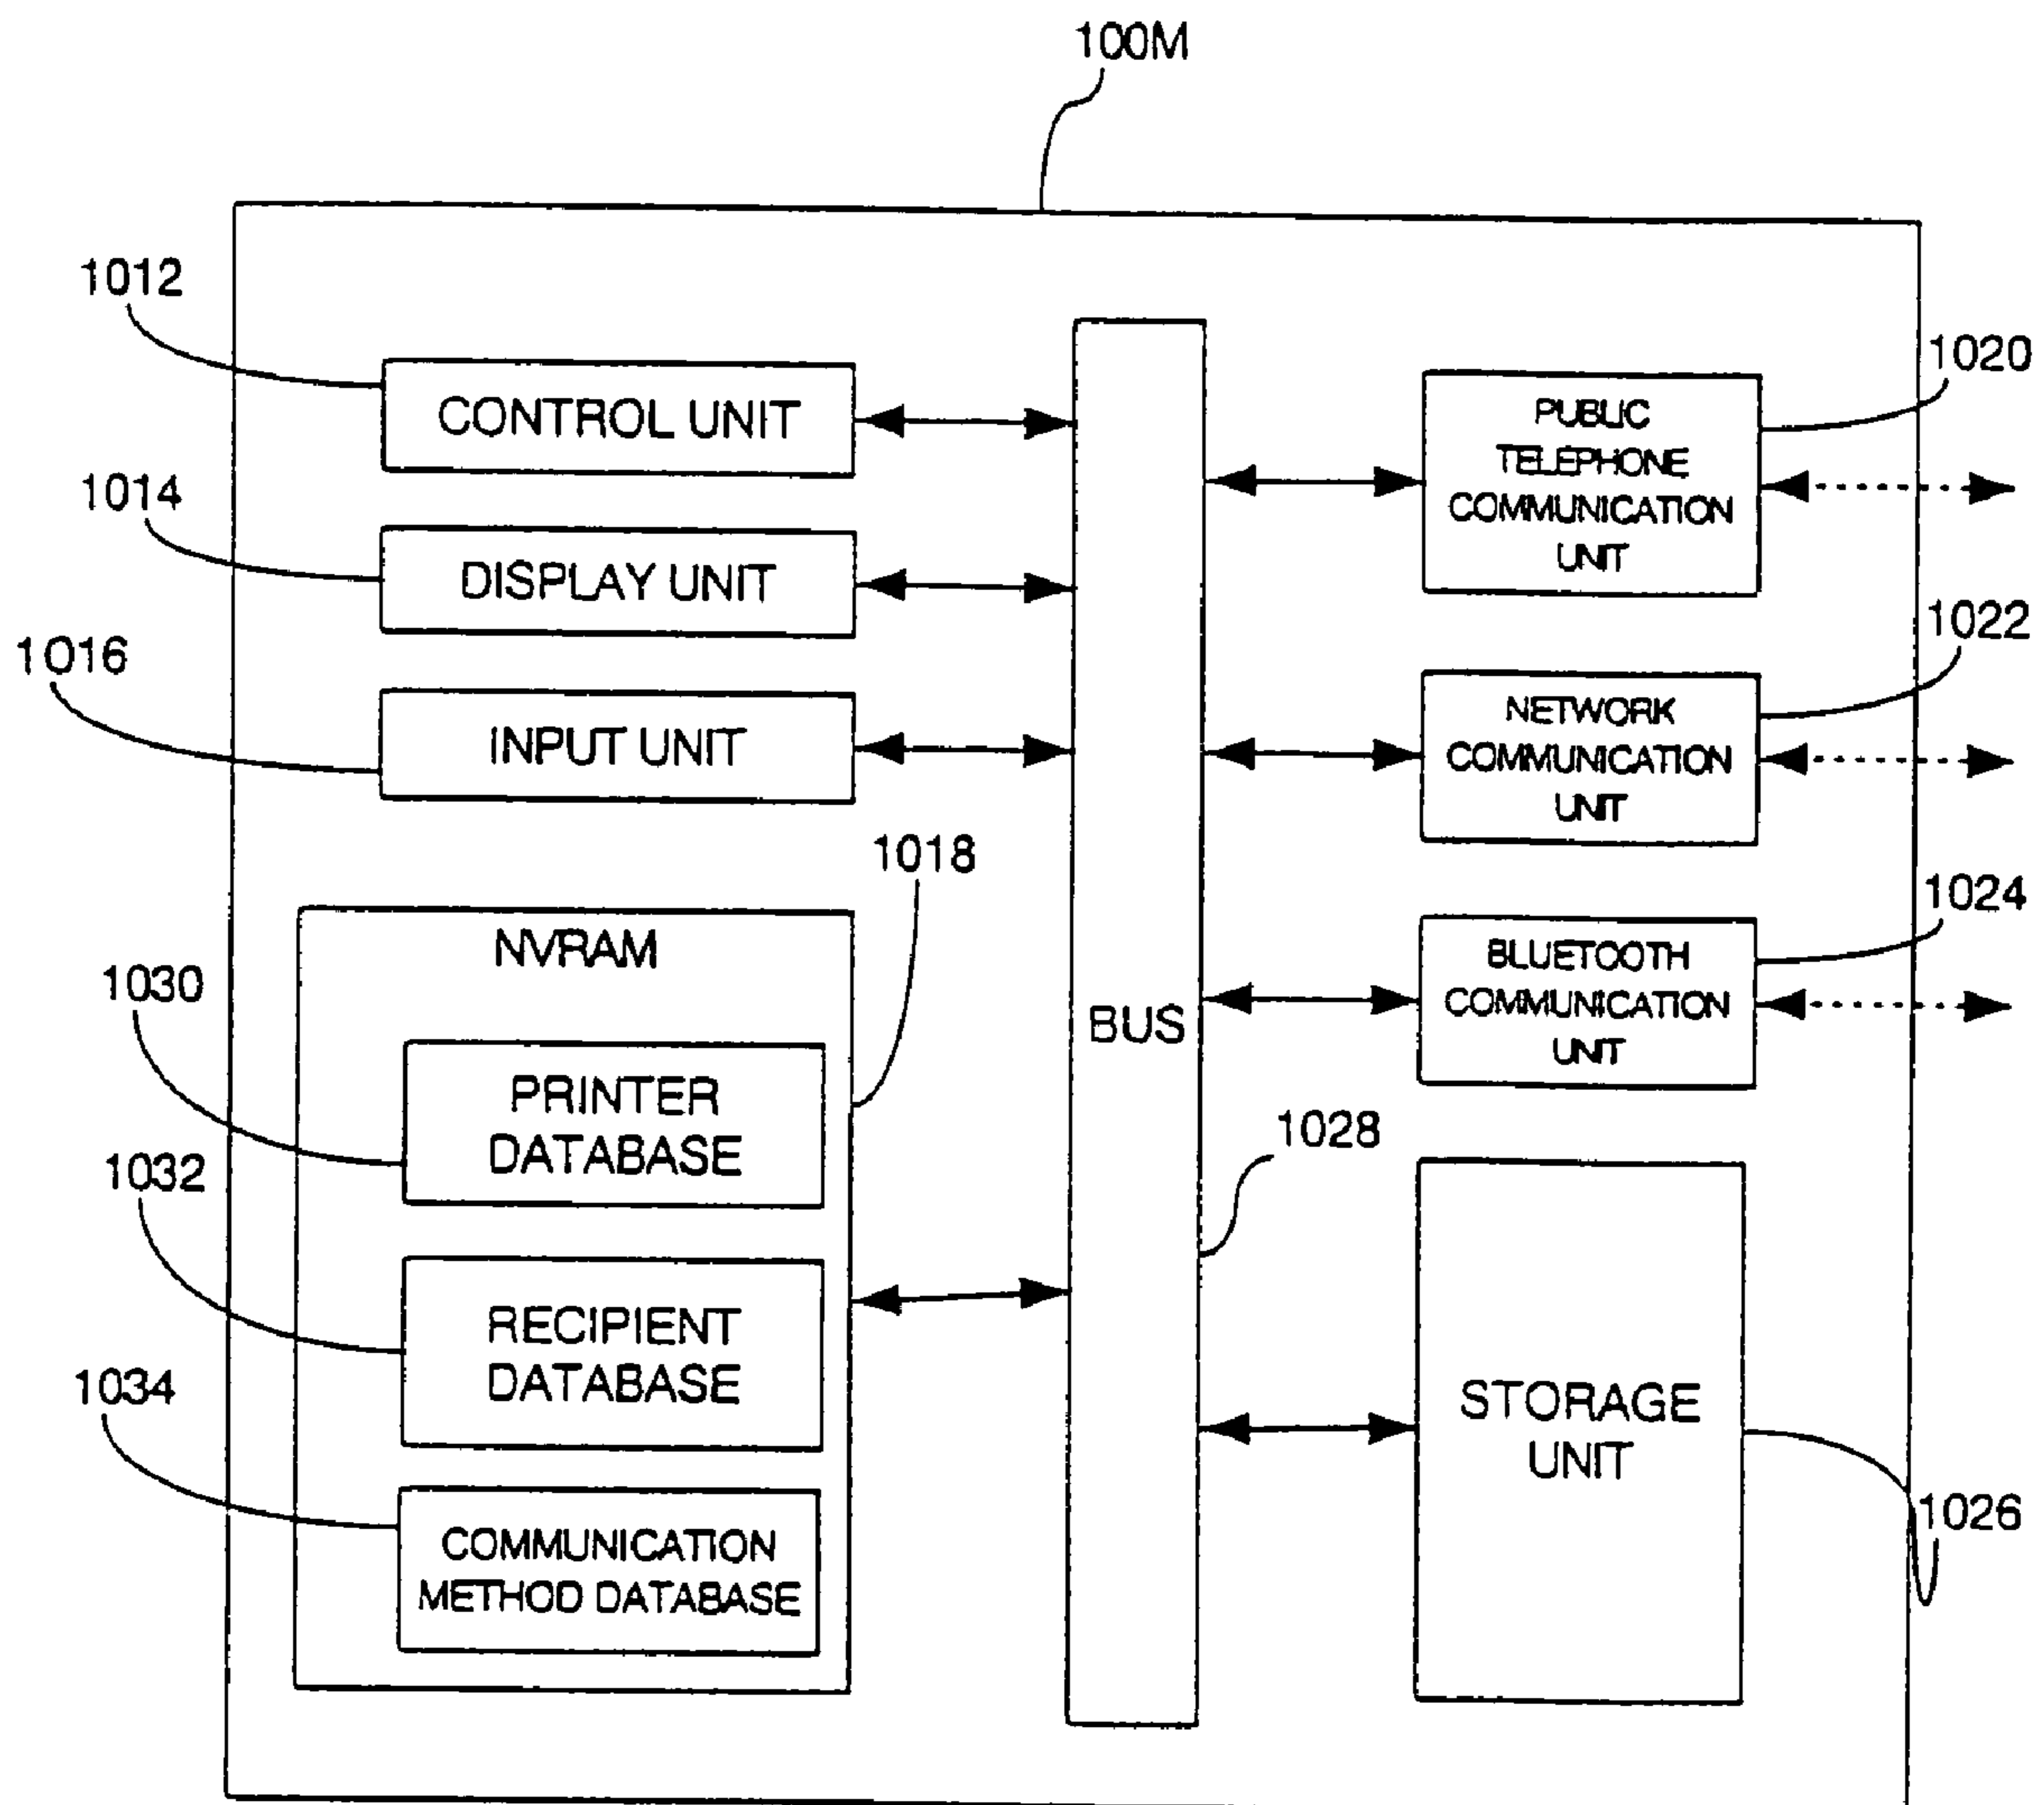 100M
1012
CONTROL UNIT
1014
DISPLAY UNIT
1016
INPUT UNIT
1018
NVRAM
1030
PRINTER
DATABASE
1032
RECIPIENT
DATABASE
1034
COMMUNICATION
METHOD DATABASE
BUS
1028
1020
PUBLIC
TELEPHONE
COMMUNICATION
UNIT
1022
NETWORK
COMMUNICATION
UNIT
1024
BLUETOOTH
COMMUNICATION
UNIT
STORAGE
UNIT
1026